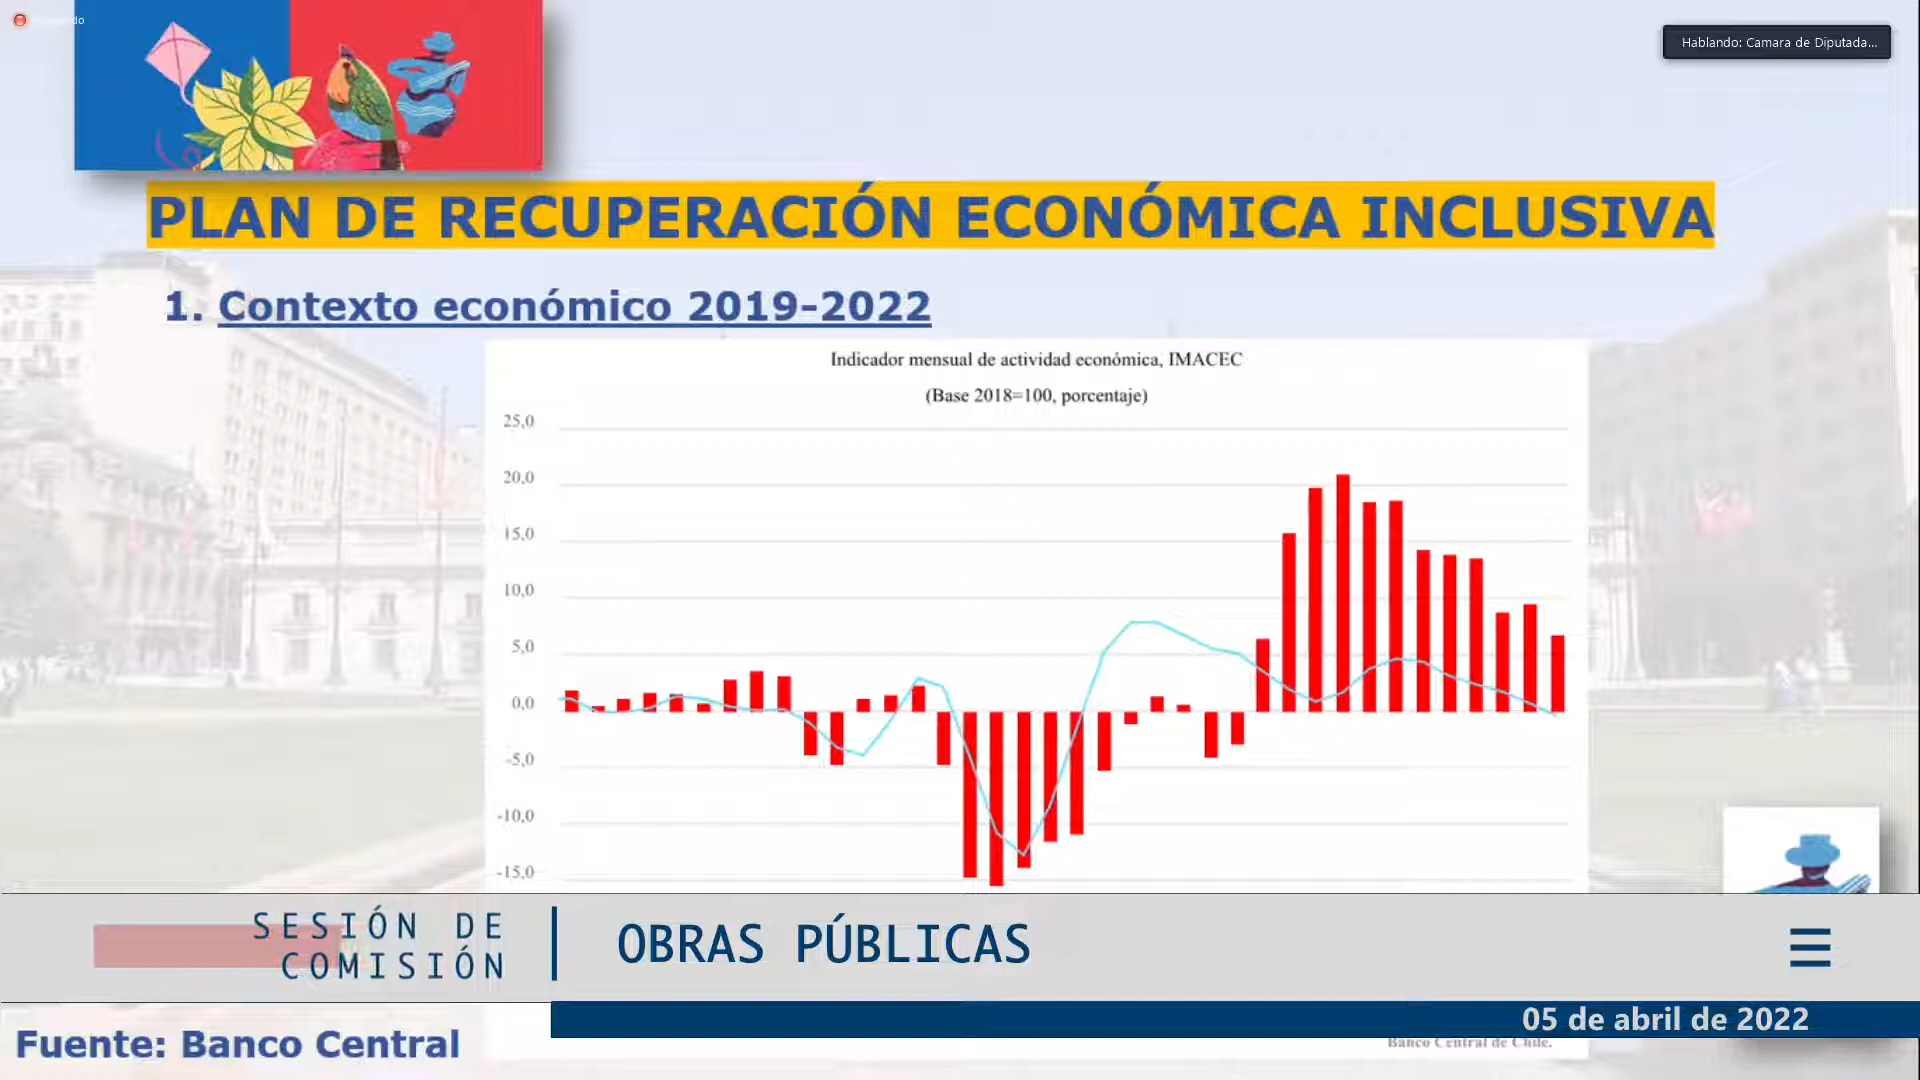 Hablando: Camara de Diputada...
PLAN DE RECUPERACIÓN ECONÓMICA INCLUSIVA
1. Contexto económico 2019-2022
Indicador mensual de actividad económica, IMACEC
(Base 2018=100, porcentaje)
25,0
20,0
15,0
10,0
5,0
0,0
-5,0
-10,0
-15,0
SESIÓN DE
COMISIÓN
OBRAS PÚBLICAS
05 de abril de 2022
Fuente: Banco Central
Banco Central de Chile.